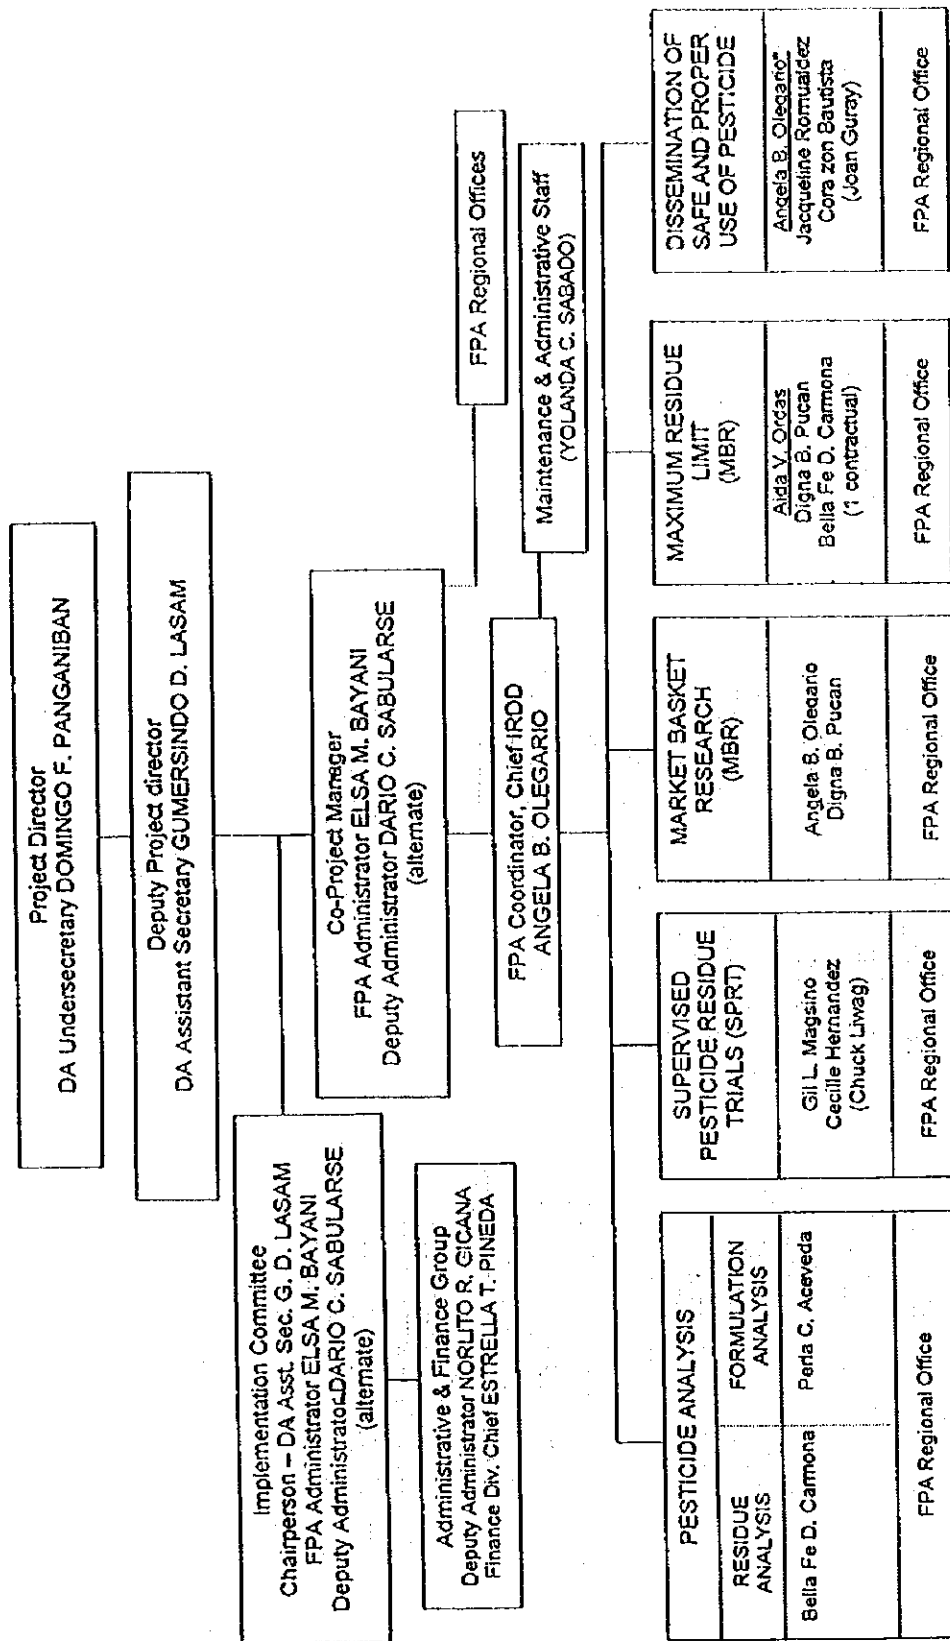 Project Director
DA Undersecretary DOMINGO F. PANGANIBAN
Deputy Project director
DA Assistant Secretary GUMERSINDO D. LASAM
Implementation Committee
Chairperson – DA Asst. Sec. G. D. LASAM
FPA Administrator ELSA M. BAYANI
Deputy Administrator DARIO C. SABULARSE
(alternate)
Co-Project Manager
FPA Administrator ELSA M. BAYANI
Deputy Administrator DARIO C. SABULARSE
(alternate)
FPA Regional Offices
Administrative & Finance Group
Deputy Administrator NORLITO R. GICANA
Finance Div. Chief ESTRELLA T. PINEDA
FPA Coordinator, Chief IRDD
ANGELA B. OLEGARIO
Maintenance & Administrative Staff
(YOLANDA C. SABADO)
PESTICIDE ANALYSIS
RESIDUE
ANALYSIS
FORMULATION
ANALYSIS
Bella Fe D. Carmona
Perla C. Aceveda
FPA Regional Office
SUPERVISED
PESTICIDE RESIDUE
TRIALS (SPRT)
Gil L. Magsino
Cecille Hernandez
(Chuck Liwag)
FPA Regional Office
MARKET BASKET
RESEARCH
(MBR)
Angela B. Olegario
Digna B. Pucan
FPA Regional Office
MAXIMUM RESIDUE
LIMIT
(MBR)
Aida V. Ordas
Digna B. Pucan
Bella Fe D. Carmona
(1 contractual)
FPA Regional Office
DISSEMINATION OF
SAFE AND PROPER
USE OF PESTICIDE
Angela B. Olegario*
Jacqueline Romualdez
Cora zon Bautista
(Joan Guray)
FPA Regional Office